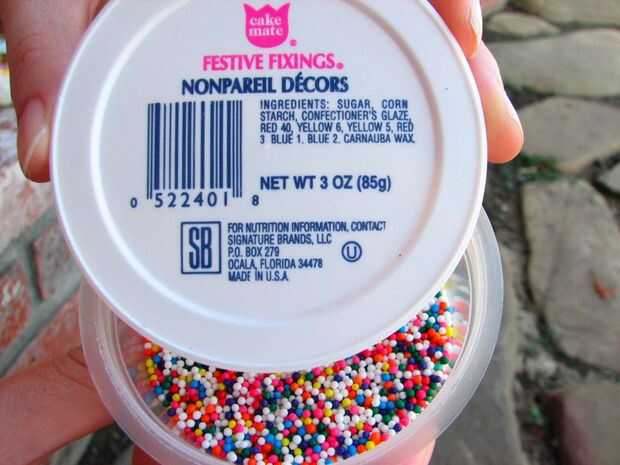 cake
mate®
FESTIVE FIXINGS®
NONPAREIL DÉCORS
INGREDIENTS: SUGAR, CORN
STARCH, CONFECTIONER'S GLAZE,
RED 40, YELLOW 6, YELLOW 5, RED
3 BLUE 1. BLUE 2. CARNAUBA WAX.
0 522401 8
NET WT 3 OZ (85g)
SB
FOR NUTRITION INFORMATION, CONTACT
SIGNATURE BRANDS, LLC
P.O. BOX 279
OCALA, FLORIDA 34478
MADE IN U.S.A.
U